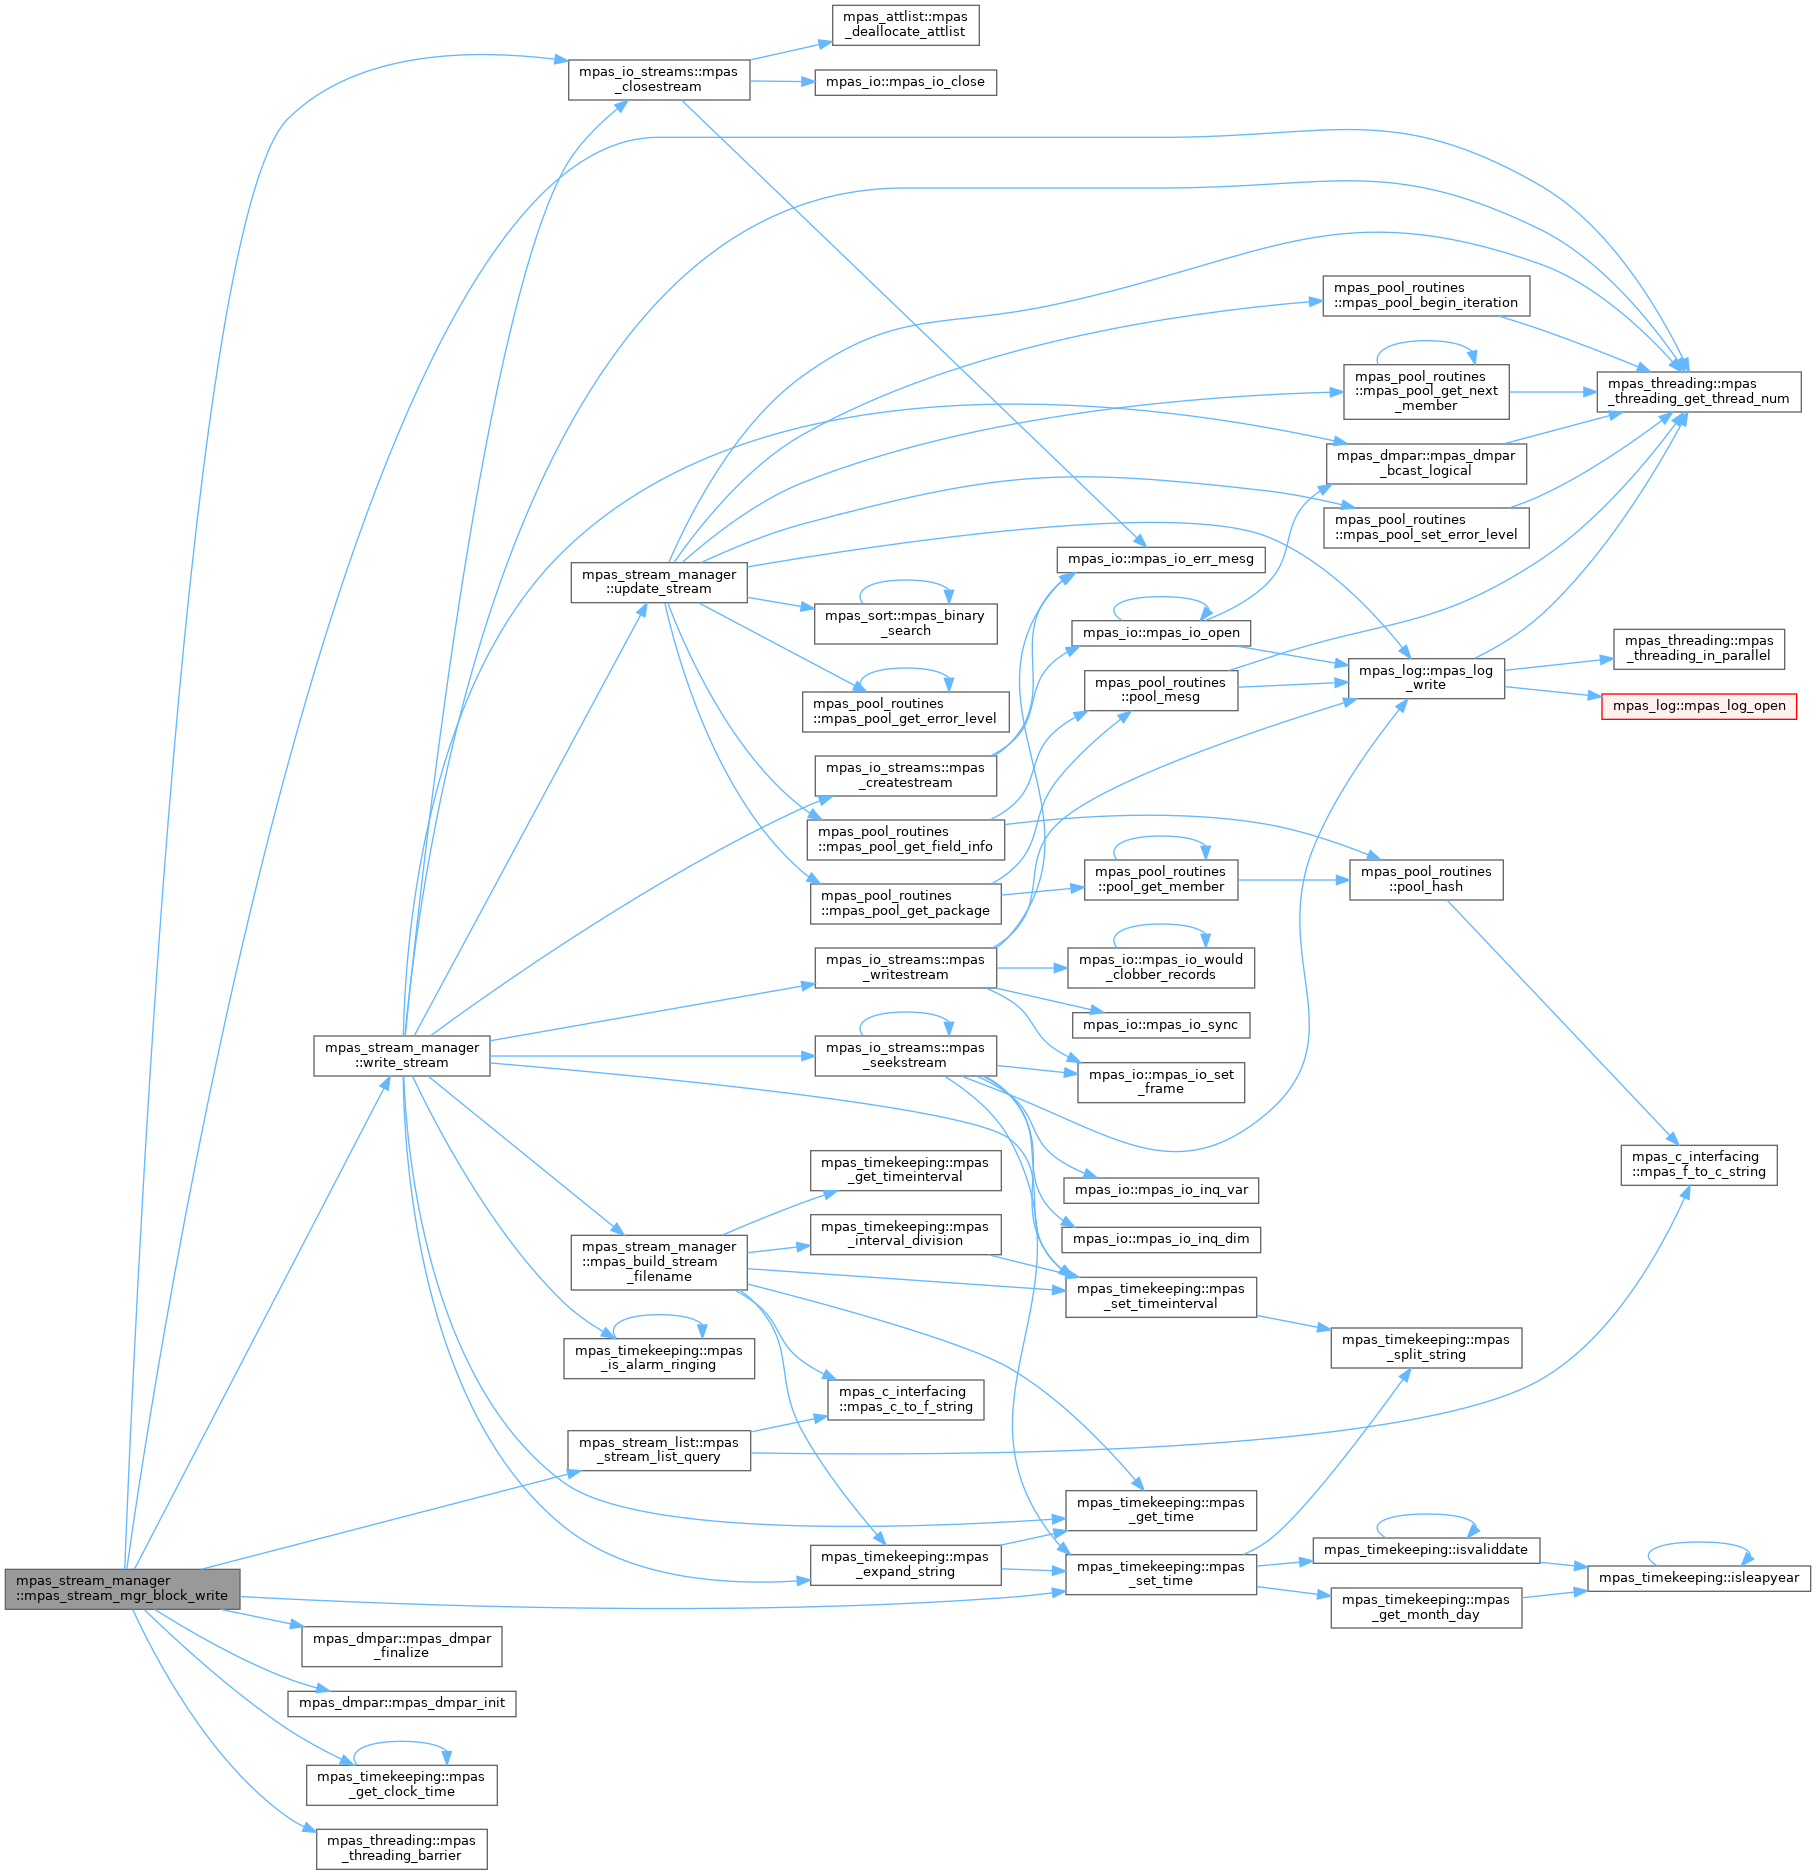 mpas_attlist::mpas
_deallocate_attlist
mpas_io_streams::mpas
_closestream
mpas_io::mpas_io_close
mpas_pool_routines
::mpas_pool_begin_iteration
mpas_pool_routines
::mpas_pool_get_next
_member
mpas_threading::mpas
_threading_get_thread_num
mpas_dmpar::mpas_dmpar
_bcast_logical
mpas_pool_routines
::mpas_pool_set_error_level
mpas_io::mpas_io_err_mesg
mpas_stream_manager
::update_stream
mpas_sort::mpas_binary
_search
mpas_io::mpas_io_open
mpas_threading::mpas
_threading_in_parallel
mpas_log::mpas_log
_write
mpas_pool_routines
::pool_mesg
mpas_pool_routines
::mpas_pool_get_error_level
mpas_log::mpas_log_open
mpas_io_streams::mpas
_createstream
mpas_pool_routines
::mpas_pool_get_field_info
mpas_pool_routines
::pool_get_member
mpas_pool_routines
::pool_hash
mpas_pool_routines
::mpas_pool_get_package
mpas_io_streams::mpas
_writestream
mpas_io::mpas_io_would
_clobber_records
mpas_io::mpas_io_sync
mpas_stream_manager
::write_stream
mpas_io_streams::mpas
_seekstream
mpas_io::mpas_io_set
_frame
mpas_c_interfacing
::mpas_f_to_c_string
mpas_timekeeping::mpas
_get_timeinterval
mpas_io::mpas_io_inq_var
mpas_timekeeping::mpas
_interval_division
mpas_io::mpas_io_inq_dim
mpas_stream_manager
::mpas_build_stream
_filename
mpas_timekeeping::mpas
_set_timeinterval
mpas_timekeeping::mpas
_split_string
mpas_timekeeping::mpas
_is_alarm_ringing
mpas_c_interfacing
::mpas_c_to_f_string
mpas_stream_list::mpas
_stream_list_query
mpas_timekeeping::mpas
_get_time
mpas_timekeeping::isvaliddate
mpas_timekeeping::mpas
_expand_string
mpas_timekeeping::mpas
_set_time
mpas_timekeeping::isleapyear
mpas_stream_manager
::mpas_stream_mgr_block_write
mpas_timekeeping::mpas
_get_month_day
mpas_dmpar::mpas_dmpar
_finalize
mpas_dmpar::mpas_dmpar_init
mpas_timekeeping::mpas
_get_clock_time
mpas_threading::mpas
_threading_barrier